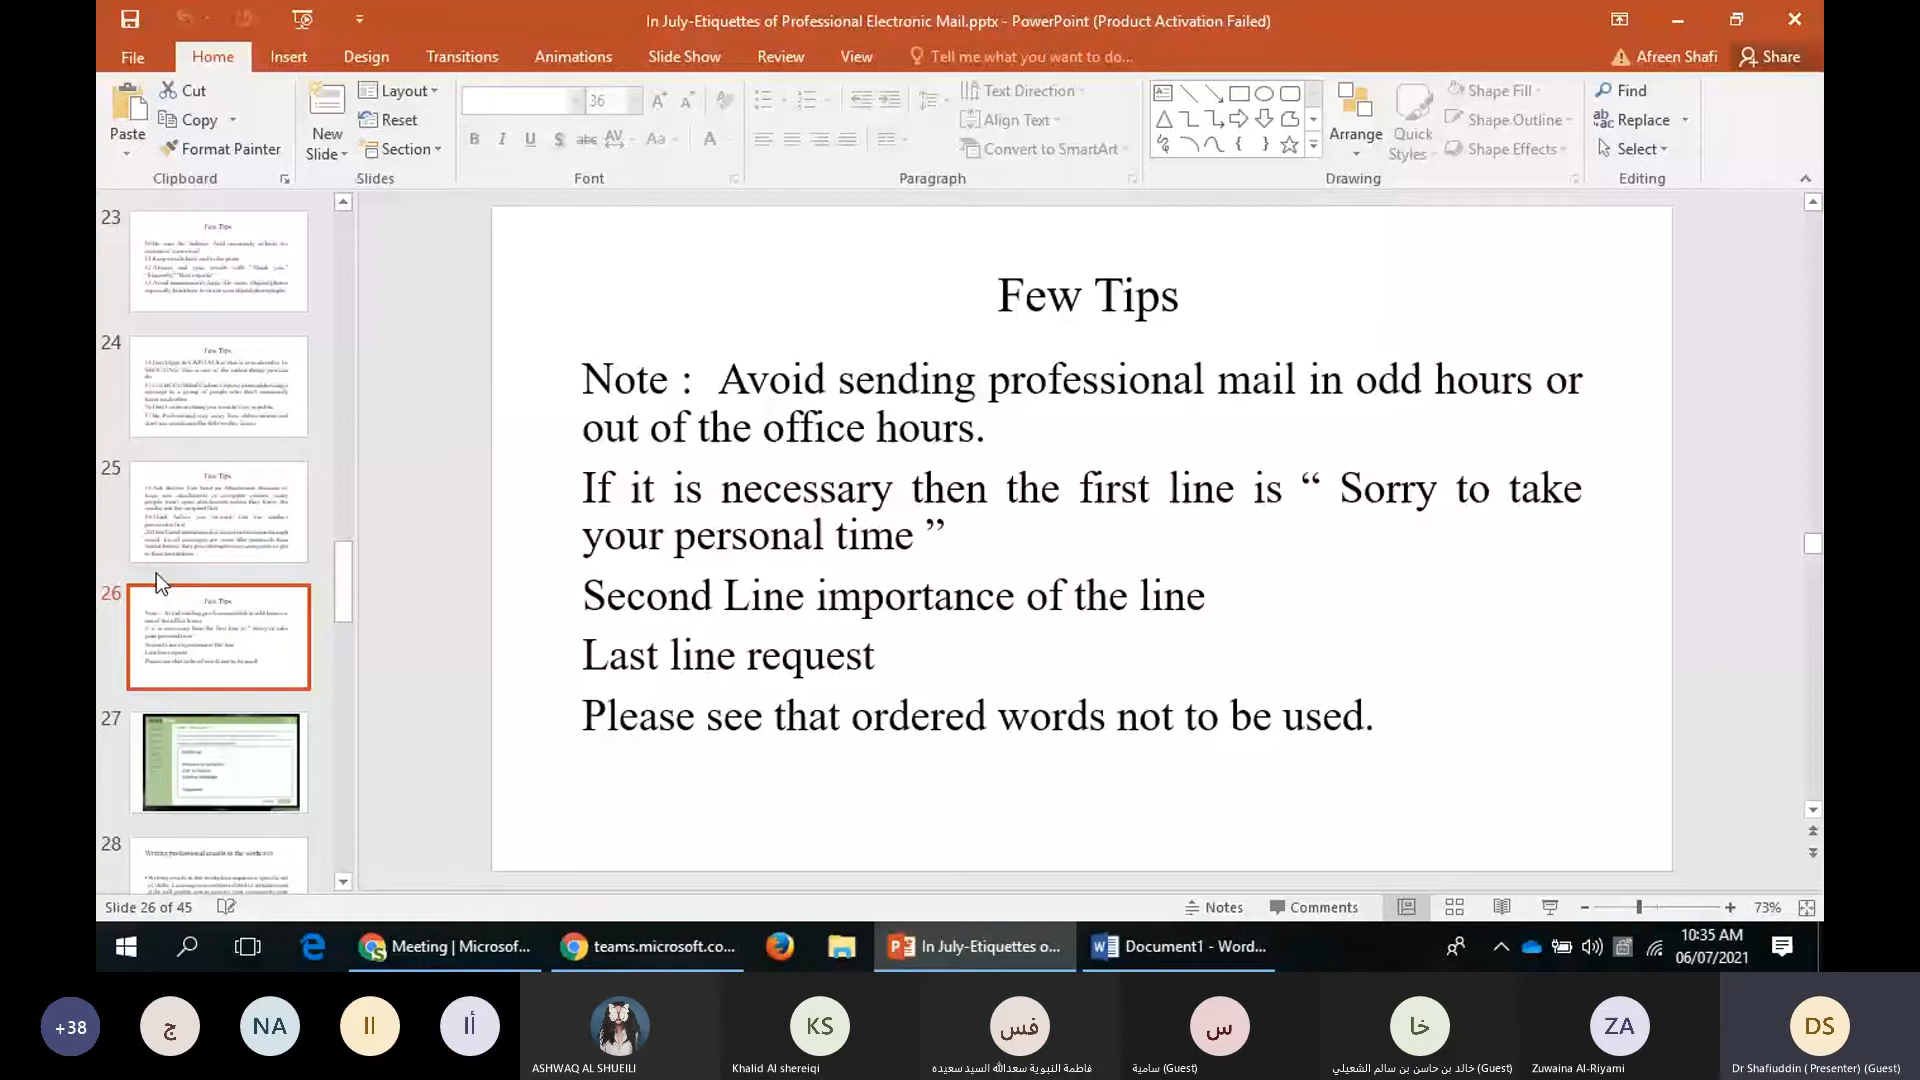 In July-Etiquettes of Professional Electronic Mail.pptx - PowerPoint (Product Activation Failed)
File Home Insert Design Transitions Animations Slide Show Review View Tell me what you want to do... Afreen Shafi Share
Paste
Cut
Copy
Format Painter
Clipboard
New Slide
Layout
Reset
Section
Slides
36
Font
Text Direction
Align Text
Convert to SmartArt
Paragraph
Arrange
Quick Styles
Shape Fill
Shape Outline
Shape Effects
Drawing
Find
Replace
Select
Editing
23
Few Tips
24
Few Tips
25
Few Tips
26
Few Tips
27
28
Few Tips
Note : Avoid sending professional mail in odd hours or
out of the office hours.
If it is necessary then the first line is “ Sorry to take
your personal time ”
Second Line importance of the line
Last line request
Please see that ordered words not to be used.
Slide 26 of 45 Notes Comments 73%
Meeting | Microsof... teams.microsoft.co... In July-Etiquettes o... Document1 - Word... 10:35 AM
06/07/2021
+38 ج NA اا أأ KS فس س خا ZA DS
ASHWAQ AL SHUEILI Khalid Al shereiqi فاطمة النبوية سعدالله السيد سعيده سامية (Guest) خالد بن حاسن بن سالم الشعيلي (Guest) Zuwaina Al-Riyami Dr Shafiuddin ( Presenter) (Guest)